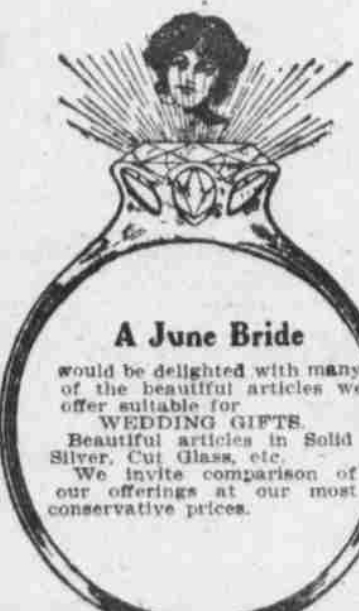 A June Bride
would be delighted with many
of the beautiful articles we
offer suitable for
WEDDING GIFTS.
Beautiful articles in Solid
Silver, Cut Glass, etc.
We invite comparison of
our offerings at our most
conservative prices.